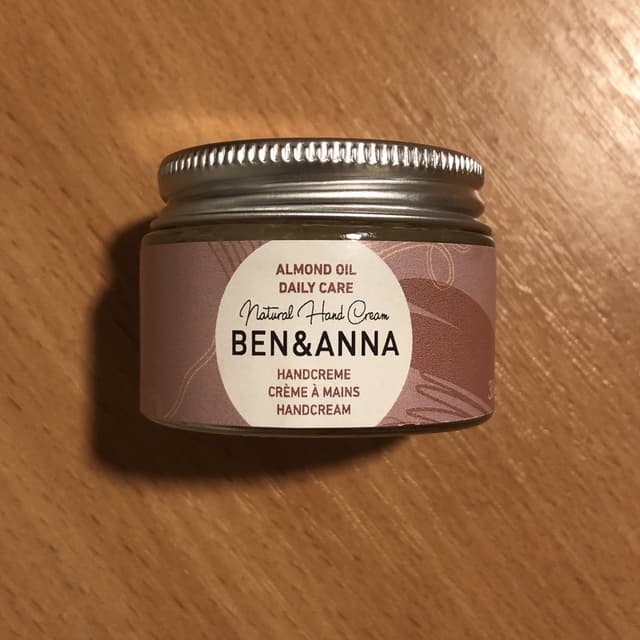 ALMOND OIL
DAILY CARE
Natural Hand Cream
BEN&ANNA
HANDCREME
CRÈME À MAINS
HANDCREAM